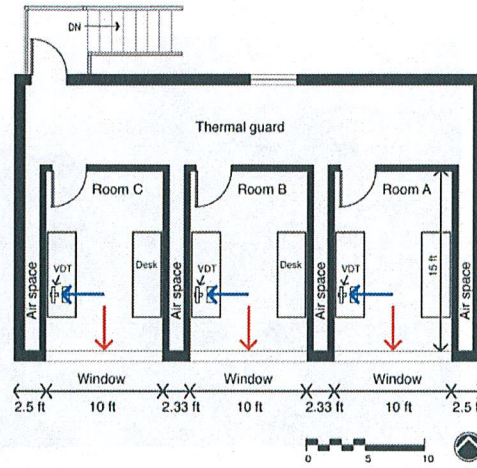 DN
Thermal guard
Room C
Room B
Room A
VDT
Desk
VDT
Desk
VDT
15 ft
Air space
Air space
Air space
Air space
Window
Window
Window
2.5 ft
10 ft
2.33 ft
10 ft
2.33 ft
10 ft
2.5 ft
0
5
10